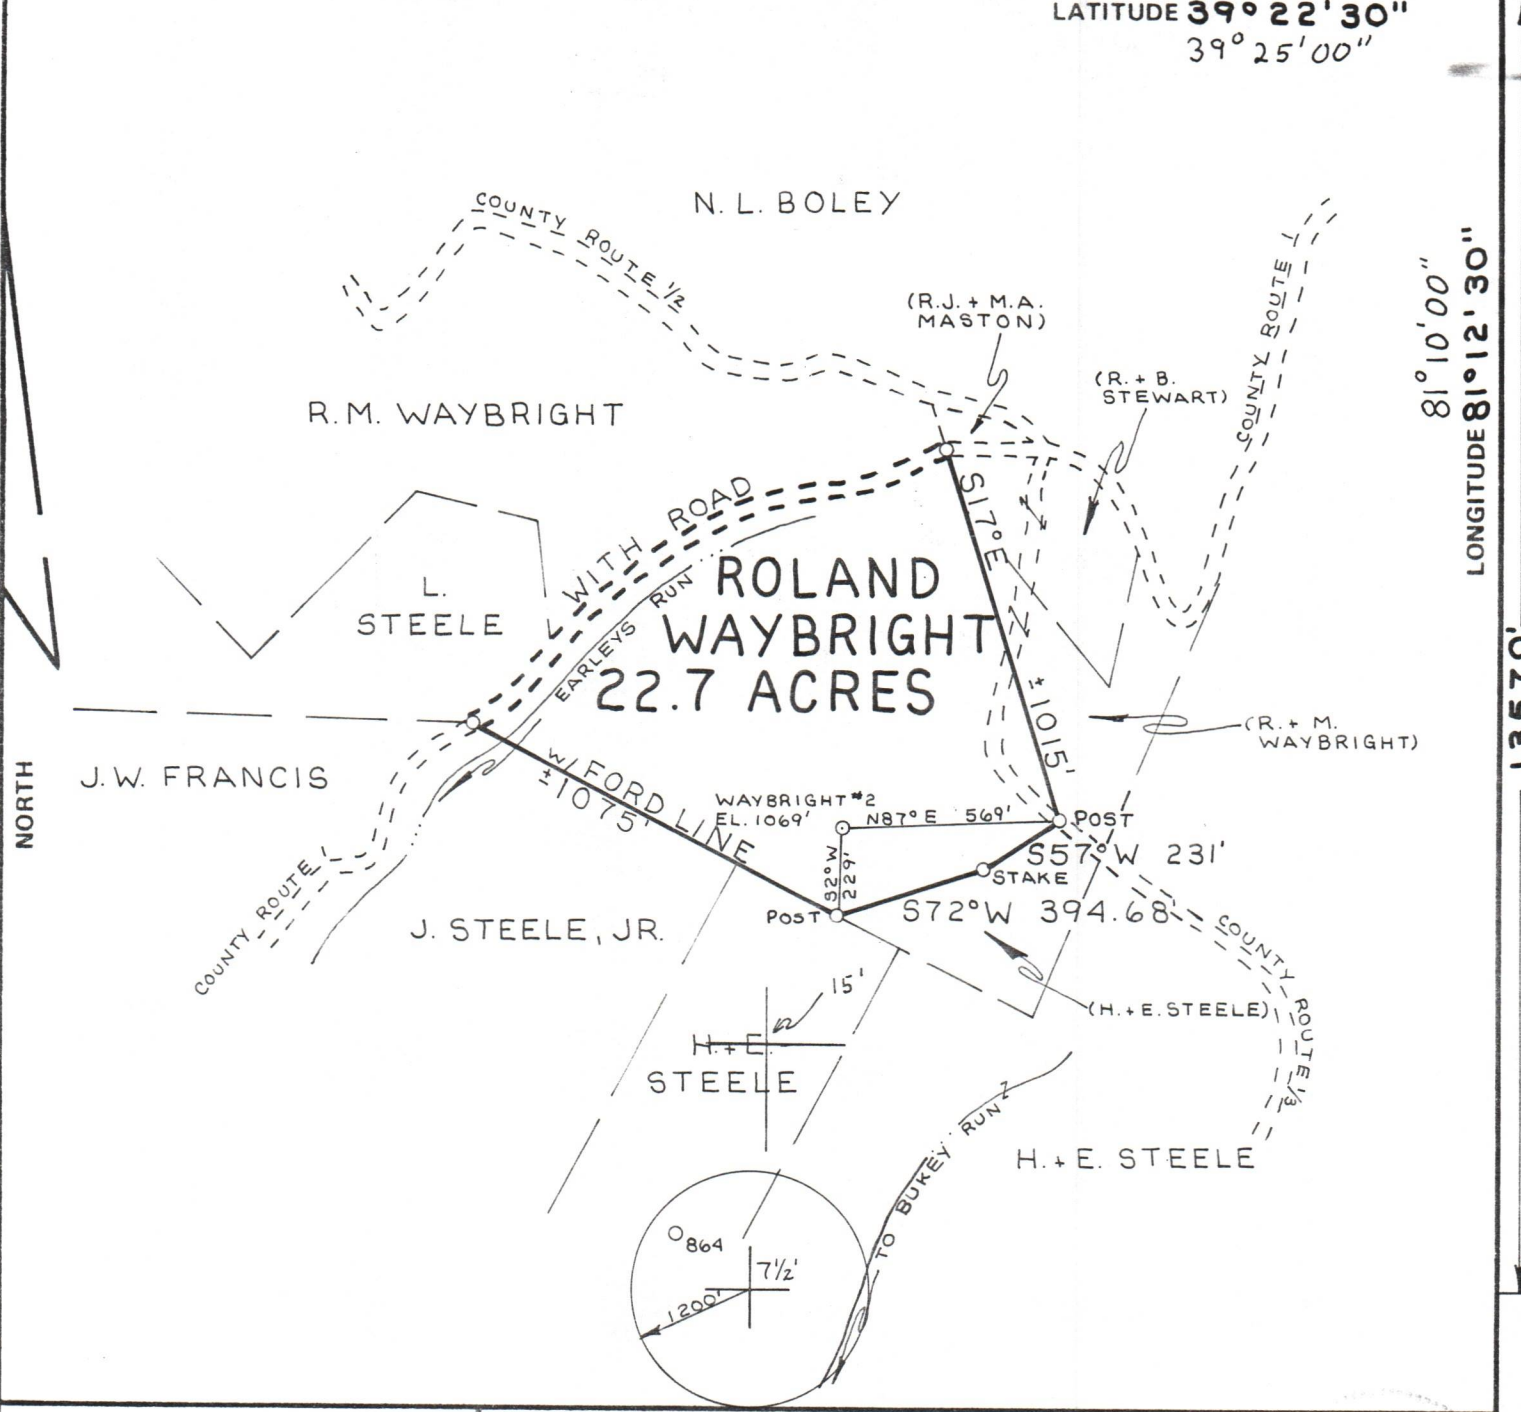 LATITUDE 39° 22' 30"
39° 25' 00"
81° 10' 00"
LONGITUDE 81° 12' 30"
N. L. BOLEY
COUNTY ROUTE 1/2
(R.J. + M.A.
MASTON)
(R. + B.
STEWART)
COUNTY ROUTE 1
R.M. WAYBRIGHT
WITH ROAD
S17°E
L.
STEELE
EARLEYS RUN
ROLAND
WAYBRIGHT
22.7 ACRES
± 1015'
(R. + M.
WAYBRIGHT)
NORTH
J.W. FRANCIS
W/ FORD LINE
± 1075'
WAYBRIGHT #2
EL. 1069'
N87°E 569'
POST
S2°W
229'
S57°W 231'
STAKE
POST
S72°W 394.68'
COUNTY ROUTE 1
J. STEELE, JR.
COUNTY ROUTE 1/3
15'
(H. + E. STEELE)
H. + E.
STEELE
TO BUKEY RUN
H. + E. STEELE
864
7 1/2'
1200'